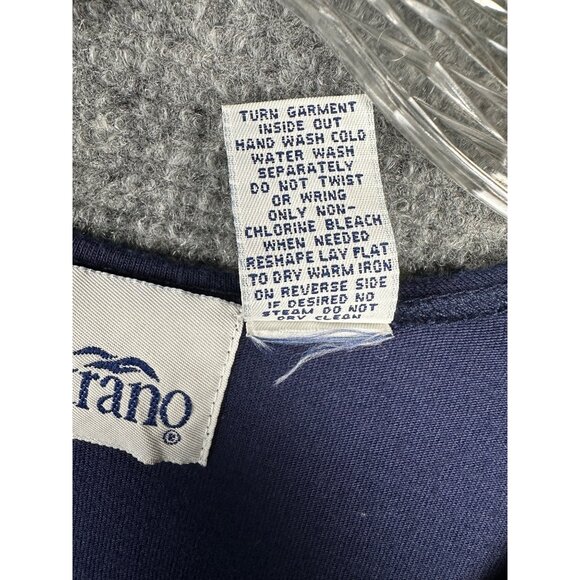 TURN GARMENT
INSIDE OUT
HAND WASH COLD
WATER WASH
SEPARATELY
DO NOT TWIST
OR WRING
ONLY NON-
CHLORINE BLEACH
WHEN NEEDED
RESHAPE LAY FLAT
TO DRY WARM IRON
ON REVERSE SIDE
IF DESIRED NO
STEAM DO NOT
DRY CLEAN
rano®